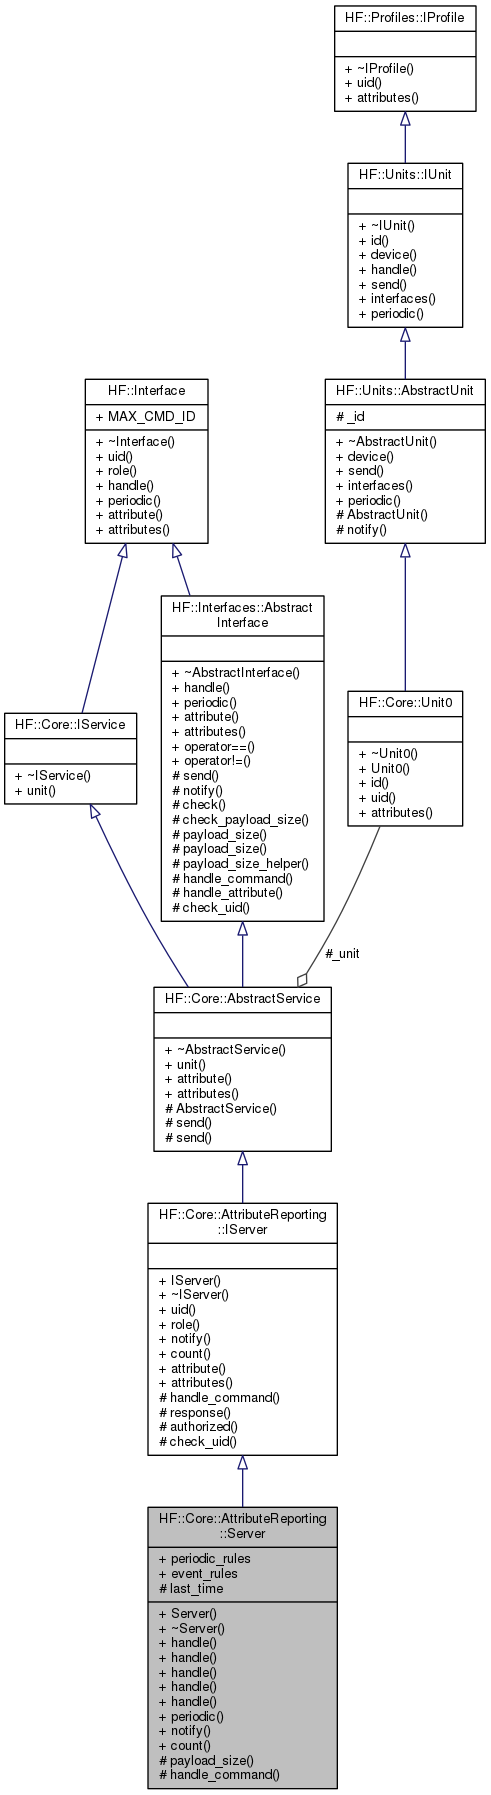 HF::Profiles::IProfile
+ ~IProfile()
+ uid()
+ attributes()
HF::Units::IUnit
+ ~IUnit()
+ id()
+ device()
+ handle()
+ send()
+ interfaces()
+ periodic()
HF::Interface
+ MAX_CMD_ID
+ ~Interface()
+ uid()
+ role()
+ handle()
+ periodic()
+ attribute()
+ attributes()
HF::Units::AbstractUnit
# _id
+ ~AbstractUnit()
+ device()
+ send()
+ interfaces()
+ periodic()
# AbstractUnit()
# notify()
HF::Interfaces::Abstract
Interface
+ ~AbstractInterface()
+ handle()
+ periodic()
+ attribute()
+ attributes()
+ operator==()
+ operator!=()
# send()
# notify()
# check()
# check_payload_size()
# payload_size()
# payload_size()
# payload_size_helper()
# handle_command()
# handle_attribute()
# check_uid()
HF::Core::IService
+ ~IService()
+ unit()
HF::Core::Unit0
+ ~Unit0()
+ Unit0()
+ id()
+ uid()
+ attributes()
#_unit
HF::Core::AbstractService
+ ~AbstractService()
+ unit()
+ attribute()
+ attributes()
# AbstractService()
# send()
# send()
HF::Core::AttributeReporting
::IServer
+ IServer()
+ ~IServer()
+ uid()
+ role()
+ notify()
+ count()
+ attribute()
+ attributes()
# handle_command()
# response()
# authorized()
# check_uid()
HF::Core::AttributeReporting
::Server
+ periodic_rules
+ event_rules
# last_time
+ Server()
+ ~Server()
+ handle()
+ handle()
+ handle()
+ handle()
+ handle()
+ periodic()
+ notify()
+ count()
# payload_size()
# handle_command()